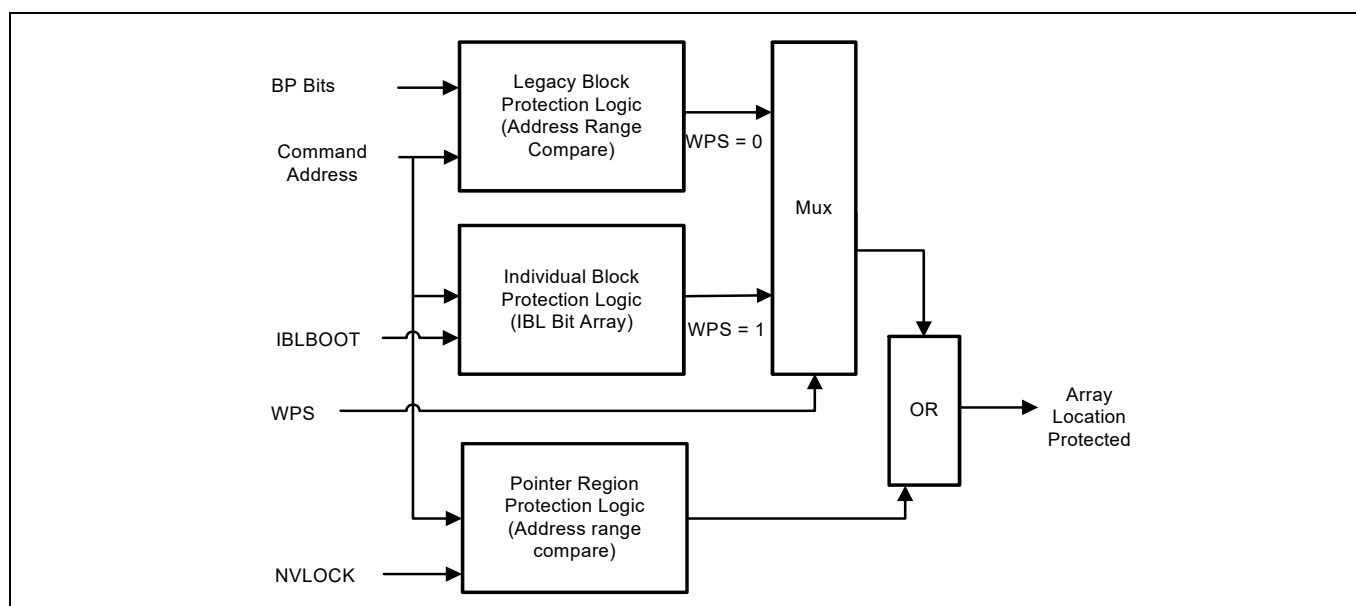 BP Bits
Legacy Block
Protection Logic
(Address Range
Compare)
WPS = 0
Command
Address
Mux
Individual Block
Protection Logic
(IBL Bit Array)
WPS = 1
IBLBOOT
WPS
OR
Array
Location
Protected
Pointer Region
Protection Logic
(Address range
compare)
NVLOCK